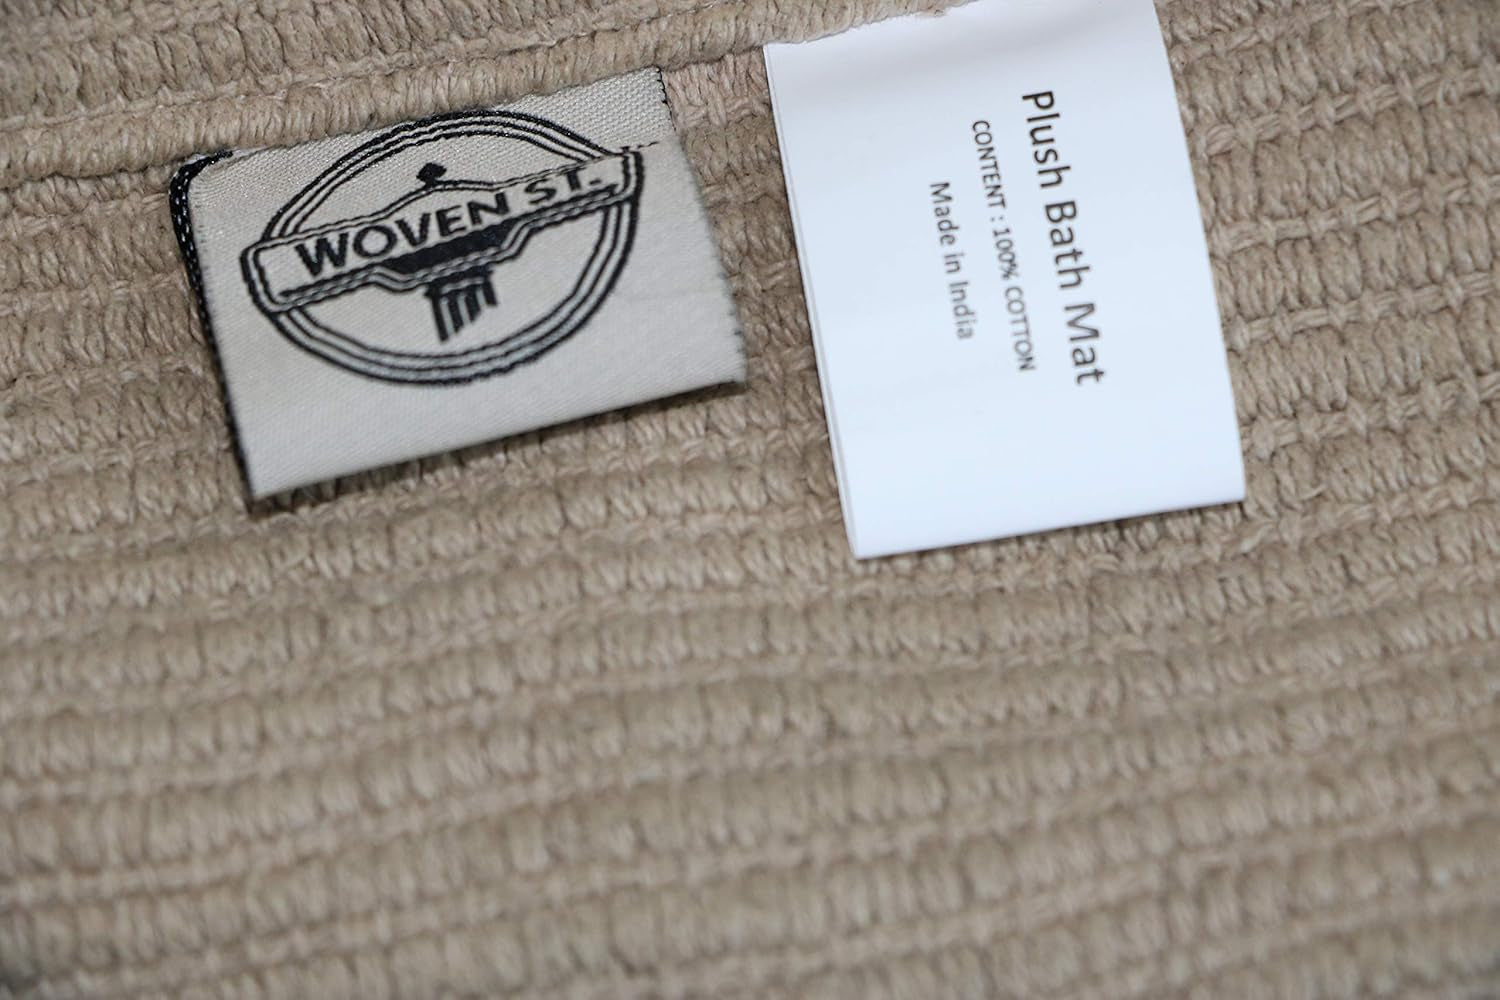 WOVEN ST.
Plush Bath Mat
CONTENT : 100% COTTON
Made in India